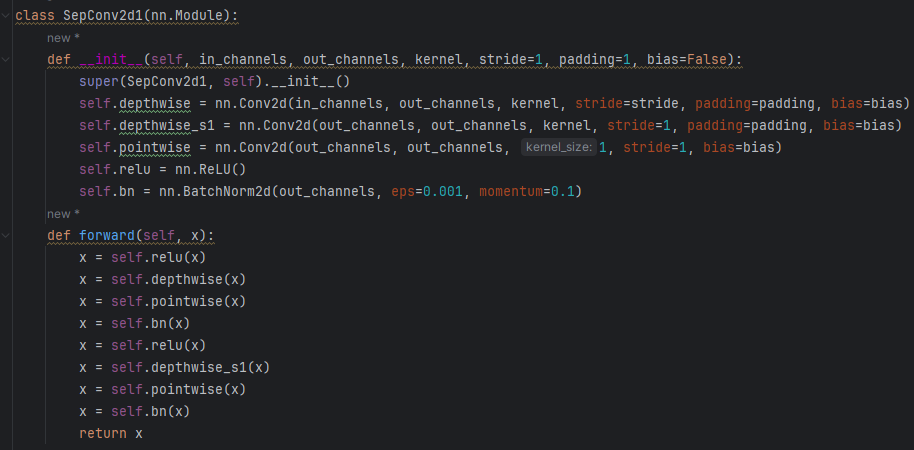 class SepConv2d1(nn.Module):
new *
def __init__(self, in_channels, out_channels, kernel, stride=1, padding=1, bias=False):
super(SepConv2d1, self).__init__()
self.depthwise = nn.Conv2d(in_channels, out_channels, kernel, stride=stride, padding=padding, bias=bias)
self.depthwise_s1 = nn.Conv2d(out_channels, out_channels, kernel, stride=1, padding=padding, bias=bias)
self.pointwise = nn.Conv2d(out_channels, out_channels, kernel_size: 1, stride=1, bias=bias)
self.relu = nn.ReLU()
self.bn = nn.BatchNorm2d(out_channels, eps=0.001, momentum=0.1)
new *
def forward(self, x):
x = self.relu(x)
x = self.depthwise(x)
x = self.pointwise(x)
x = self.bn(x)
x = self.relu(x)
x = self.depthwise_s1(x)
x = self.pointwise(x)
x = self.bn(x)
return x